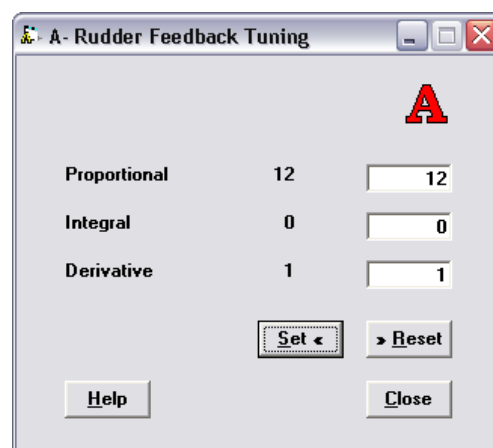 A- Rudder Feedback Tuning
A
Proportional 12 12
Integral 0 0
Derivative 1 1
Set « » Reset
Help Close